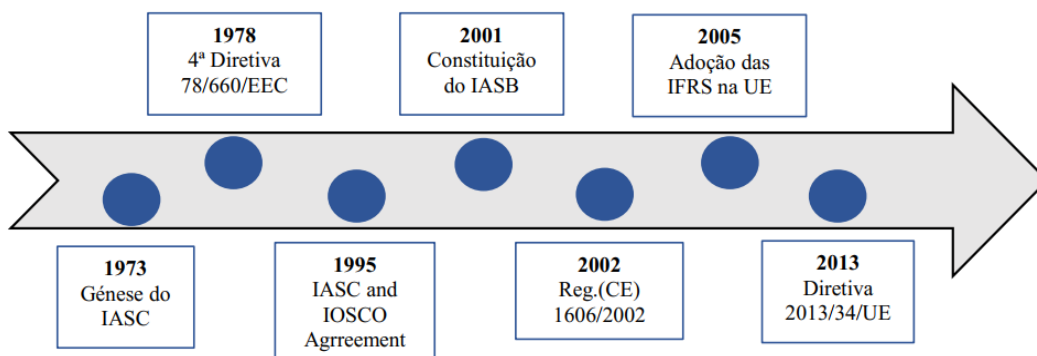 1978
4ª Diretiva
78/660/EEC
2001
Constituição
do IASB
2005
Adoção das
IFRS na UE
1973
Génese do
IASC
1995
IASC and
IOSCO
Agrreement
2002
Reg.(CE)
1606/2002
2013
Diretiva
2013/34/UE